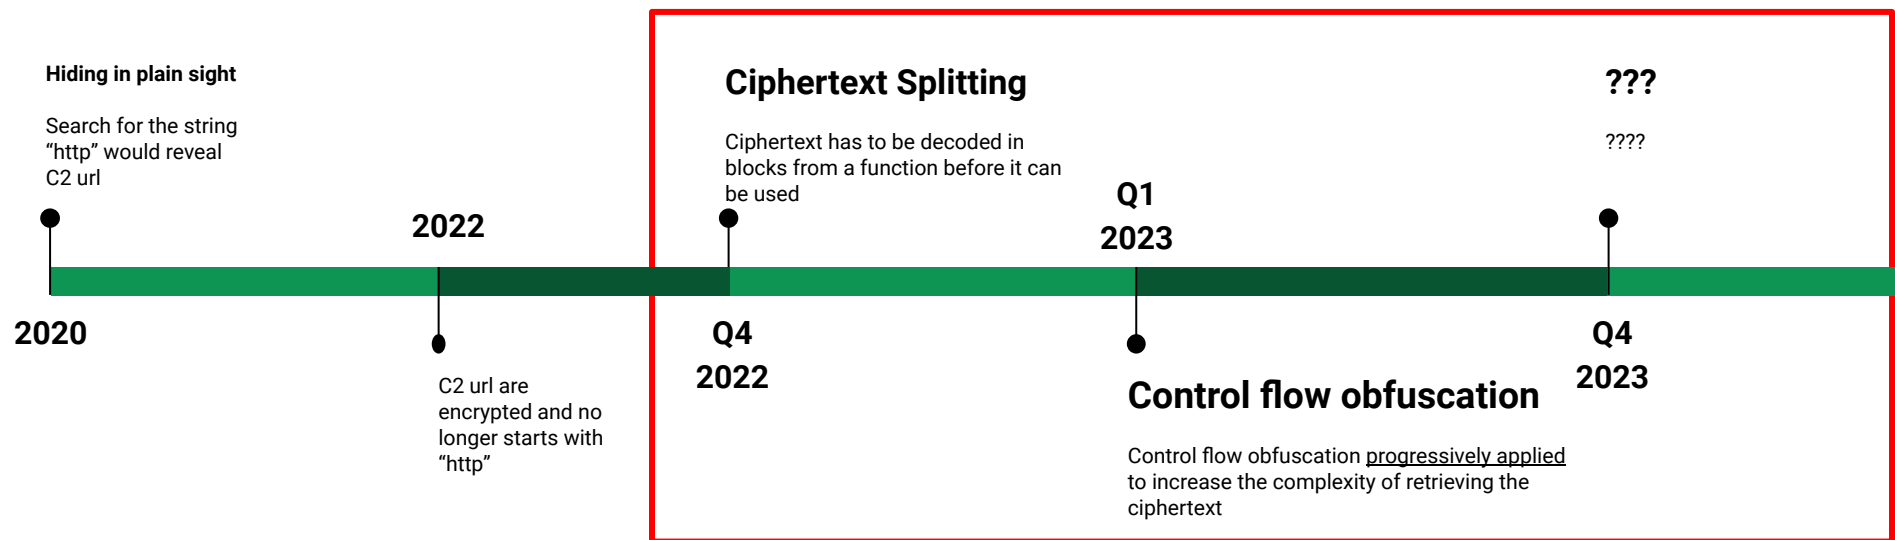 Hiding in plain sight
Search for the string
“http” would reveal
C2 url
2020
2022
C2 url are
encrypted and no
longer starts with
“http”
Ciphertext Splitting
Ciphertext has to be decoded in
blocks from a function before it can
be used
Q4
2022
Q1
2023
Control flow obfuscation
Control flow obfuscation progressively applied
to increase the complexity of retrieving the
ciphertext
???
????
Q4
2023